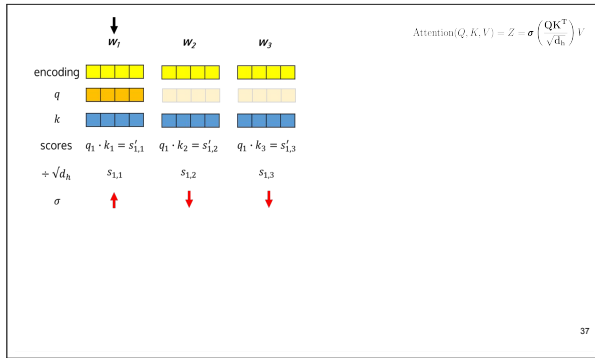 w₁ w₂ w₃
Attention(Q, K, V) = Z = σ (QKᵀ / √d_h) V
encoding
q
k
scores q₁ · k₁ = s′₁,₁ q₁ · k₂ = s′₁,₂ q₁ · k₃ = s′₁,₃
÷ √d_h s₁,₁ s₁,₂ s₁,₃
σ
37